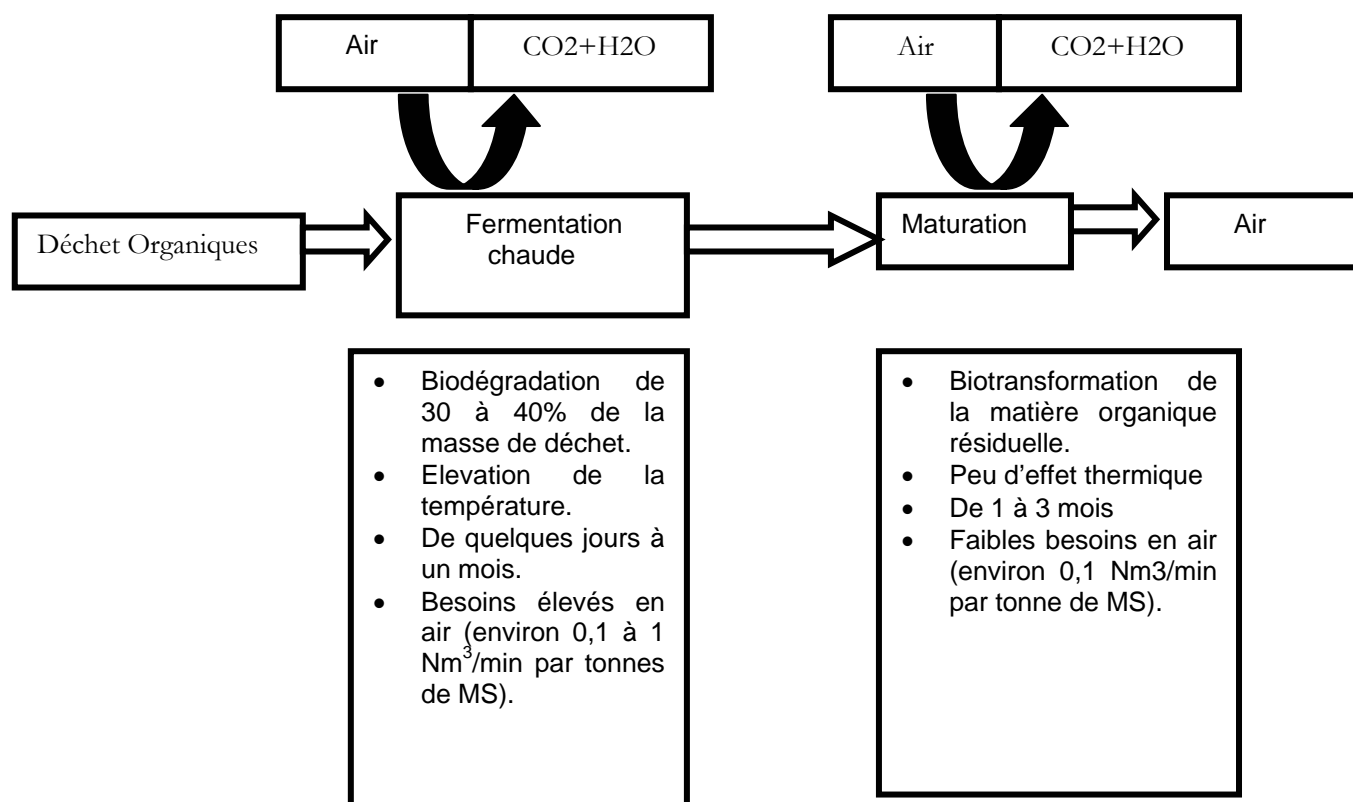 Air
CO2+H2O
Air
CO2+H2O
Déchet Organiques
Fermentation
chaude
Maturation
Air
• Biodégradation de
30 à 40% de la
masse de déchet.
• Elevation de la
température.
• De quelques jours à
un mois.
• Besoins élevés en
air (environ 0,1 à 1
Nm³/min par tonnes
de MS).
• Biotransformation de
la matière organique
résiduelle.
• Peu d’effet thermique
• De 1 à 3 mois
• Faibles besoins en air
(environ 0,1 Nm3/min
par tonne de MS).